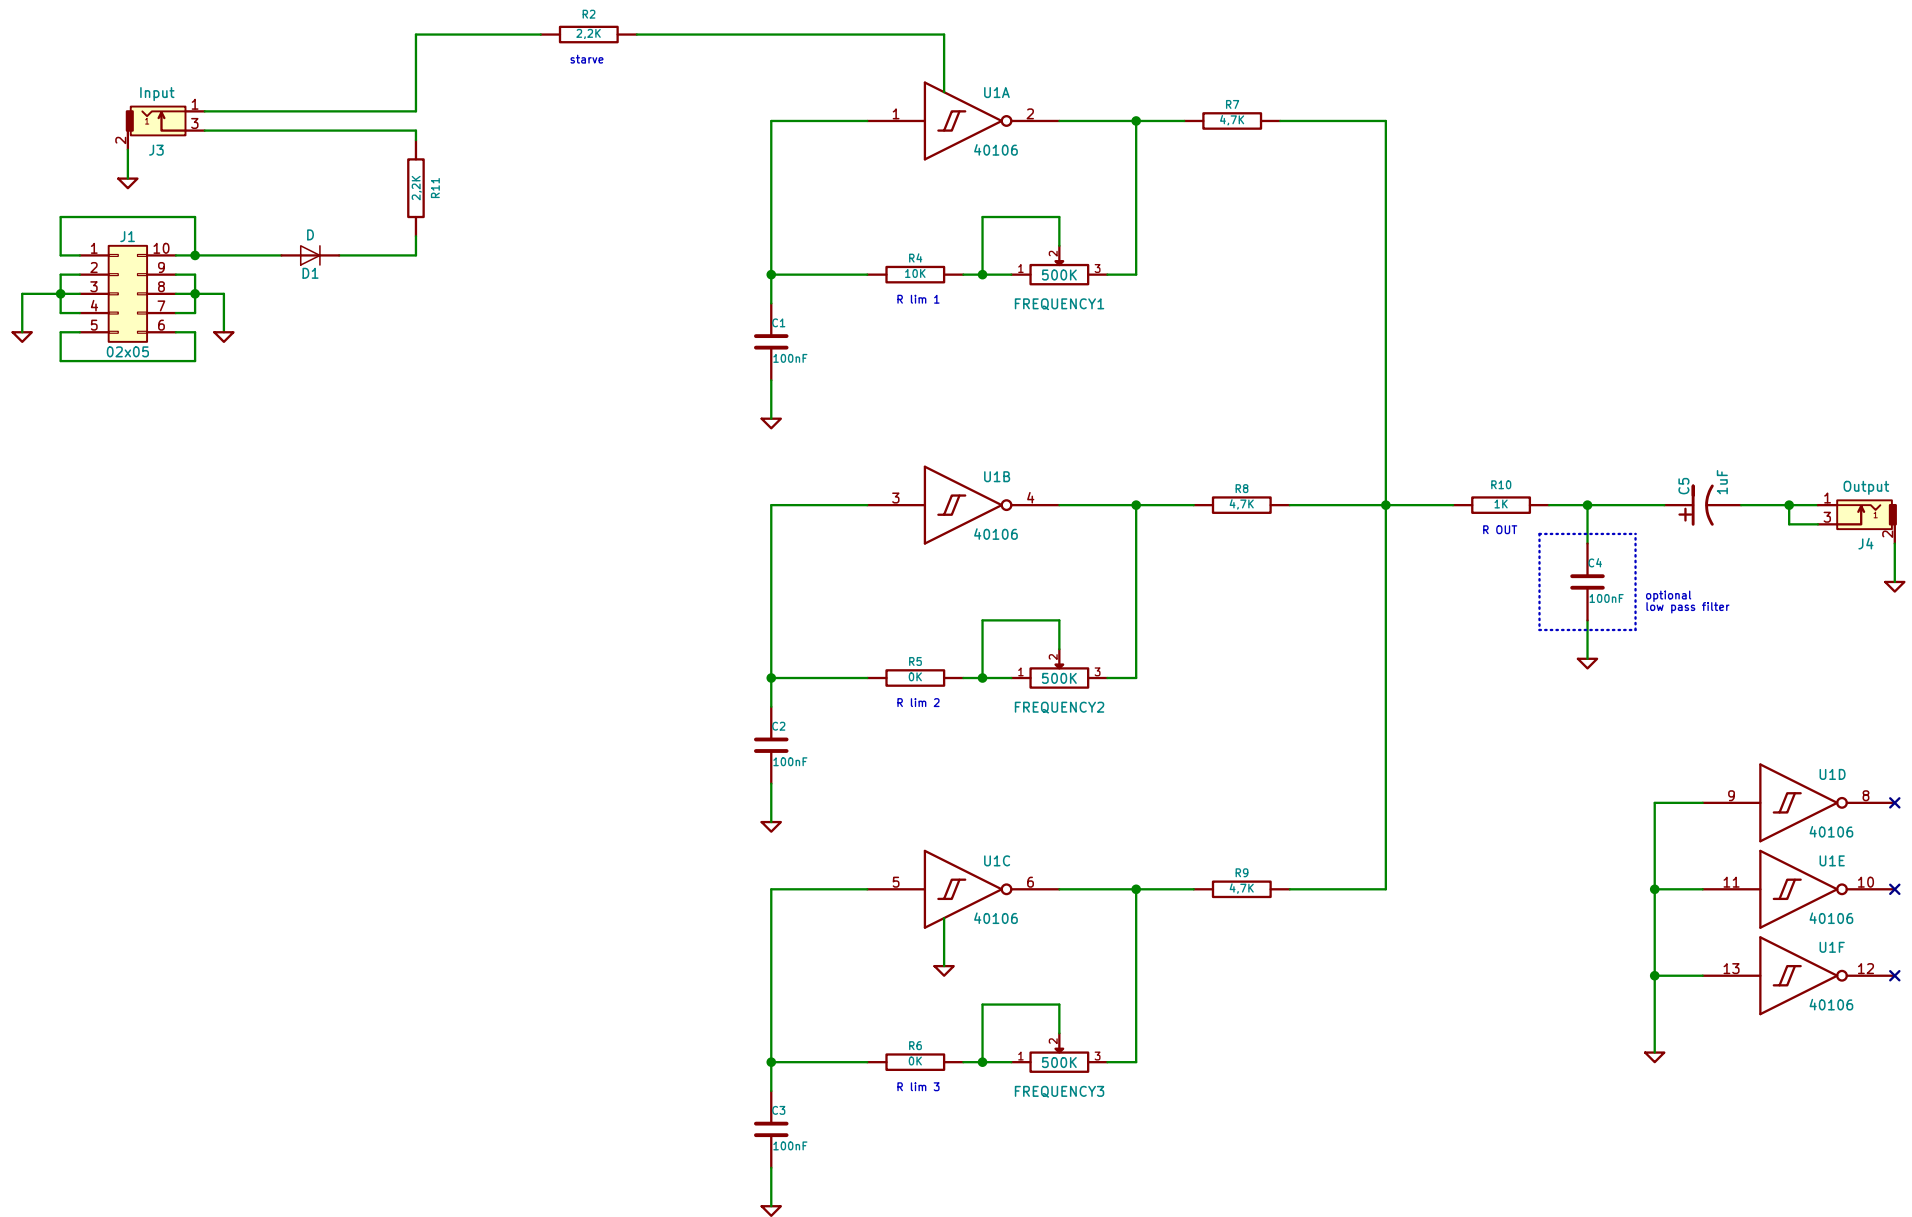 R2
2,2K
starve
Input
1
3
1
2
J3
2,2K
R11
J1
1
10
2
9
3
8
4
7
5
6
02x05
D
D1
U1A
1
2
40106
R7
4,7K
R4
10K
R lim 1
2
1
500K
3
FREQUENCY1
C1
100nF
U1B
3
4
40106
R8
4,7K
R5
0K
R lim 2
2
1
500K
3
FREQUENCY2
C2
100nF
R10
1K
R OUT
C5
1uF
C4
100nF
optional
low pass filter
Output
1
3
1
2
J4
U1C
5
6
40106
R9
4,7K
R6
0K
R lim 3
2
1
500K
3
FREQUENCY3
C3
100nF
U1D
9
8
40106
U1E
11
10
40106
U1F
13
12
40106